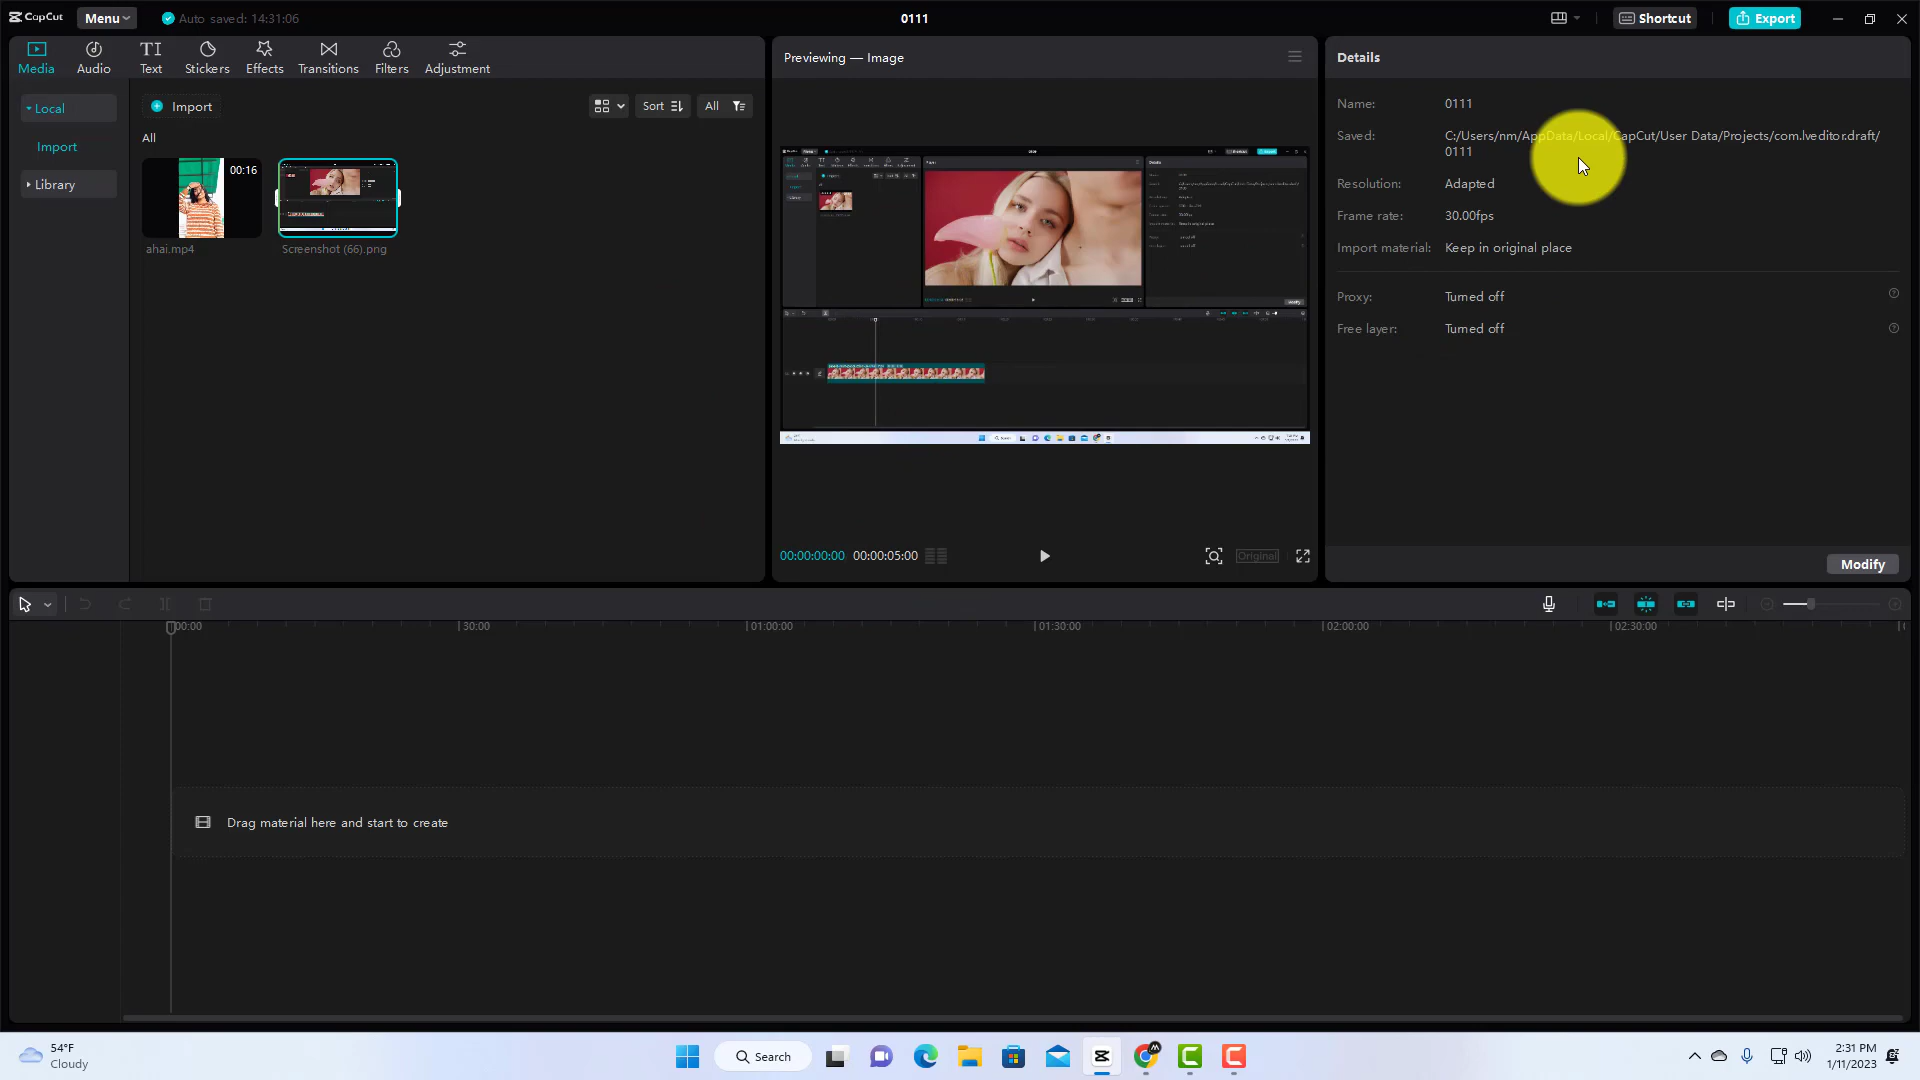 CapCut
Menu
Auto saved: 14:31:06
0111
Shortcut
Export
Media
Audio
TI
Text
Stickers
Effects
Transitions
Filters
Adjustment
Local
Import
Library
Import
Sort
All
All
00:16
ahai.mp4
Screenshot (66).png
Previewing — Image
00:00:00:00
00:00:05:00
Original
Details
Name:
0111
Saved:
C:/Users/nm/AppData/Local/CapCut/User Data/Projects/com.lveditor.draft/
0111
Resolution:
Adapted
Frame rate:
30.00fps
Import material:
Keep in original place
Proxy:
Turned off
Free layer:
Turned off
Modify
00:00
30:00
01:00:00
01:30:00
02:00:00
02:30:00
Drag material here and start to create
54°F
Cloudy
Search
2:31 PM
1/11/2023